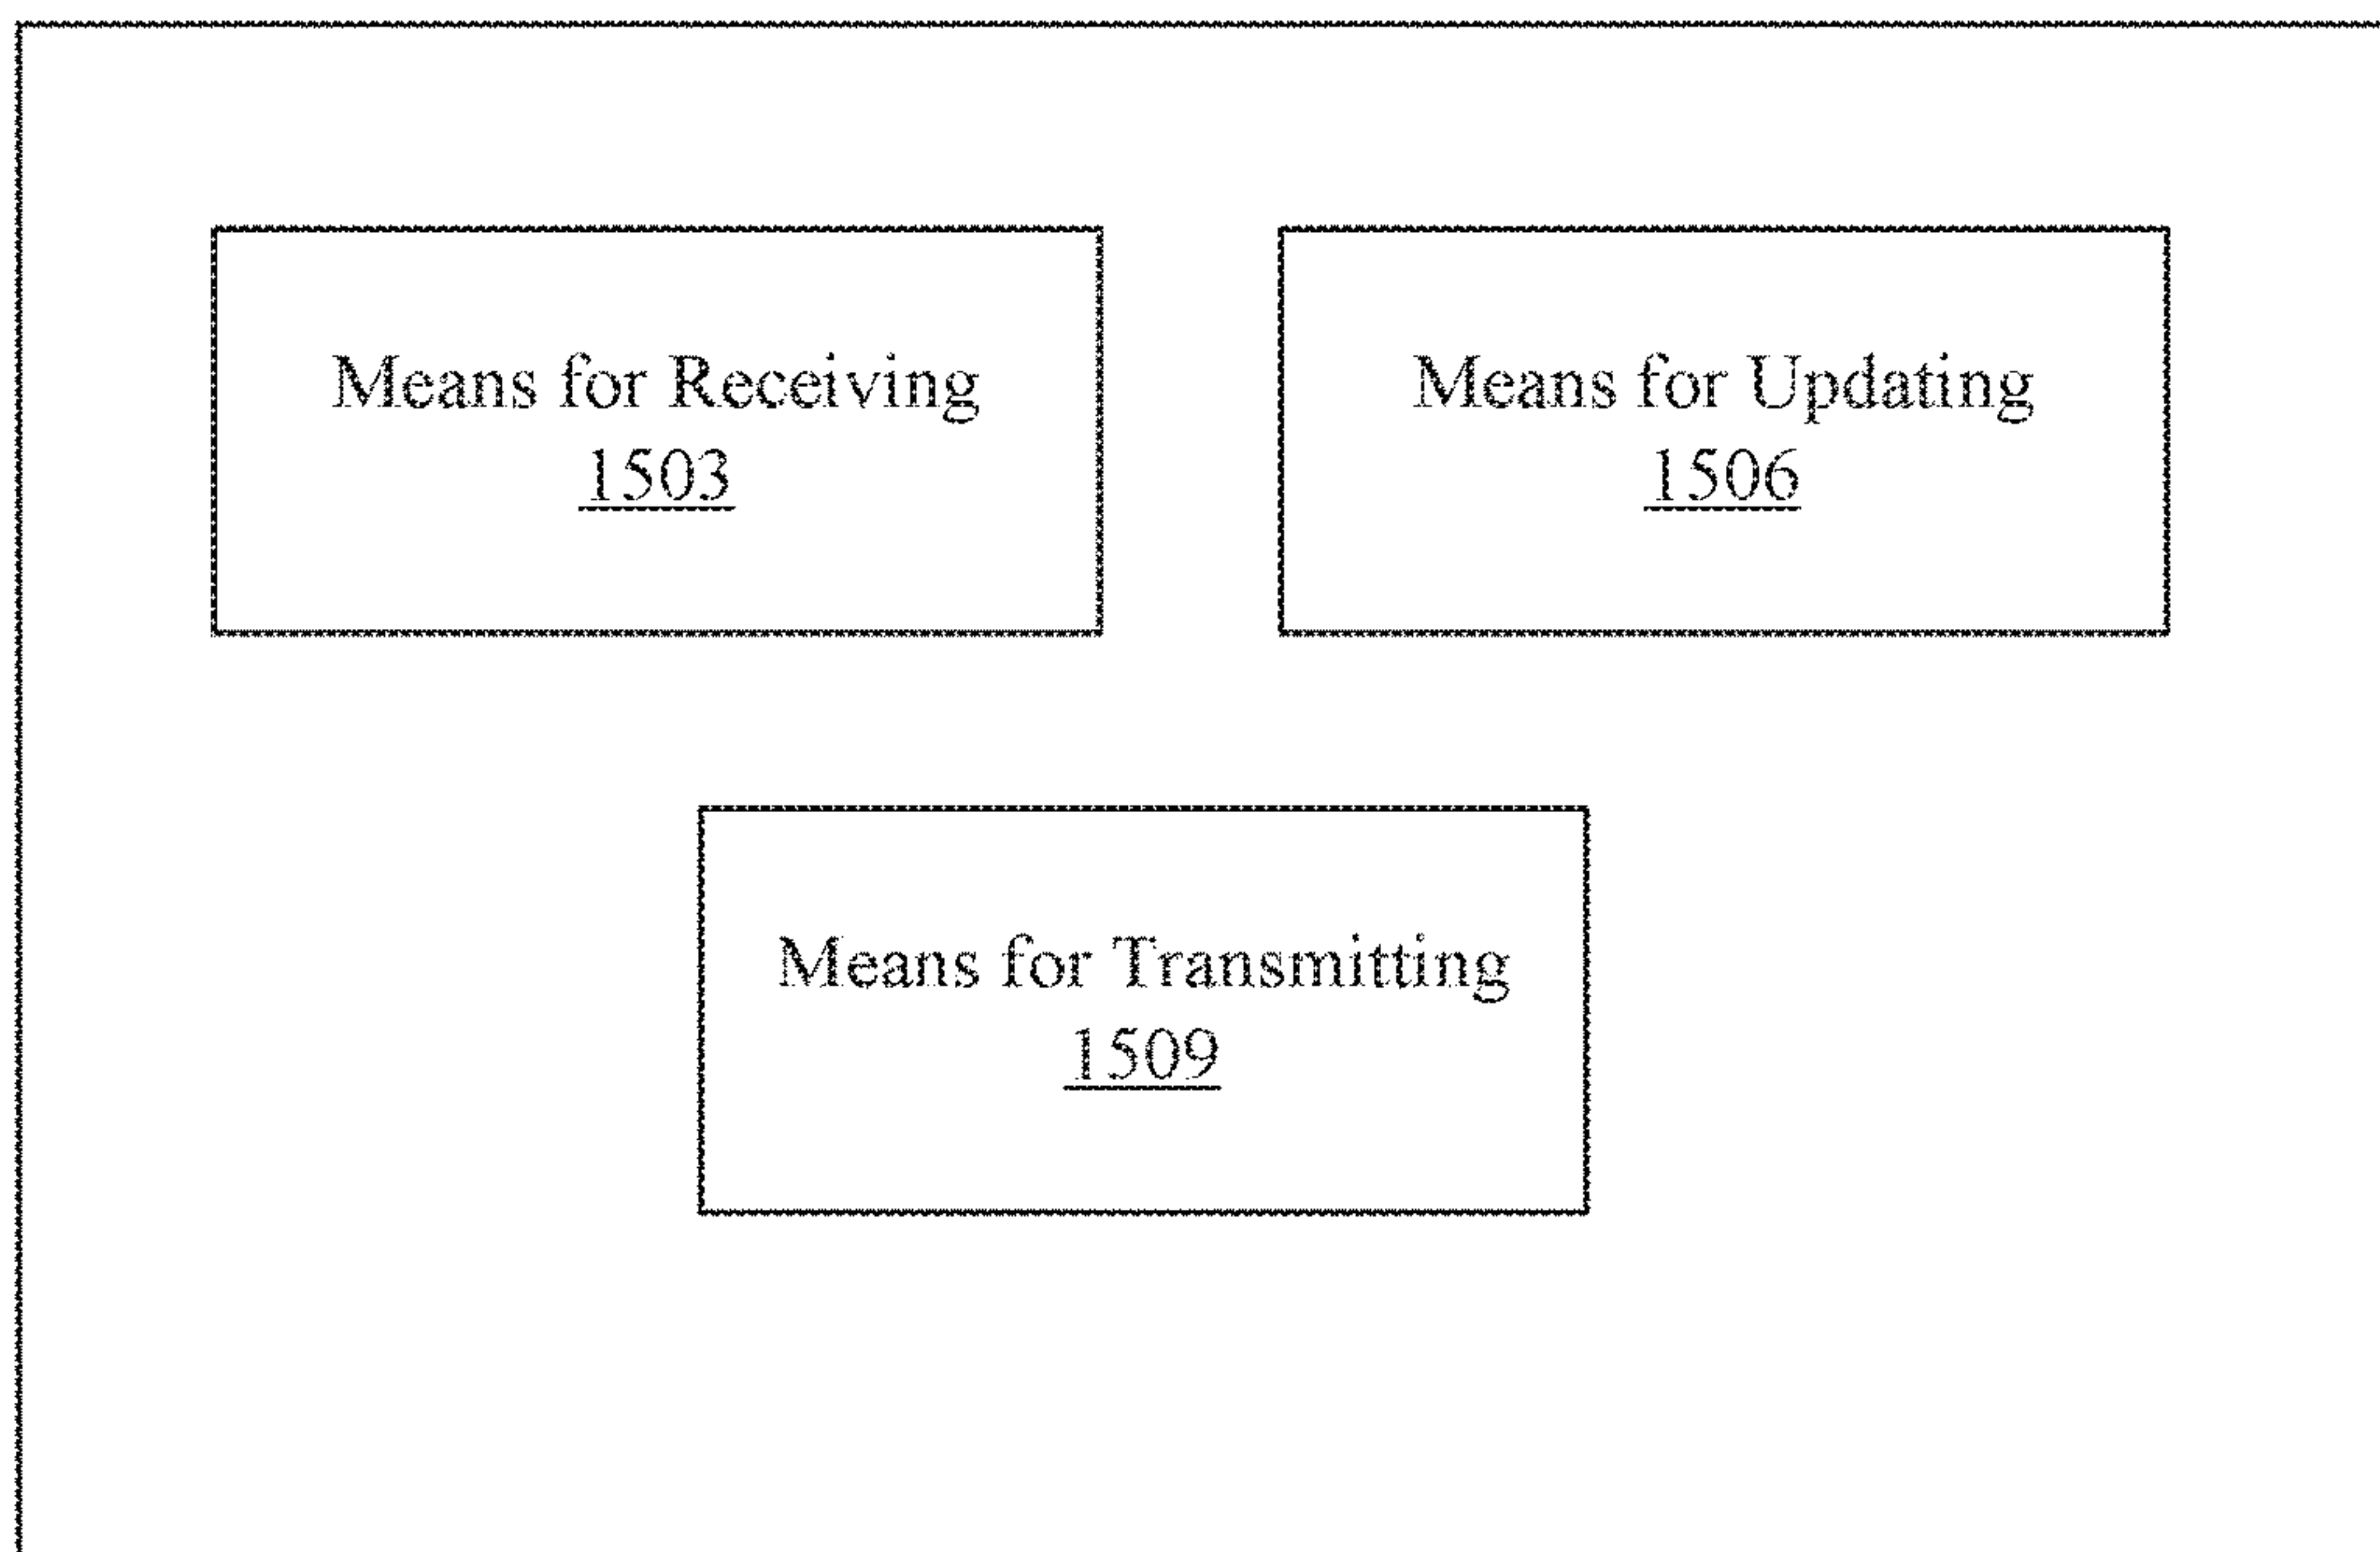 Means for Receiving
1503
Means for Updating
1506
Means for Transmitting
1509